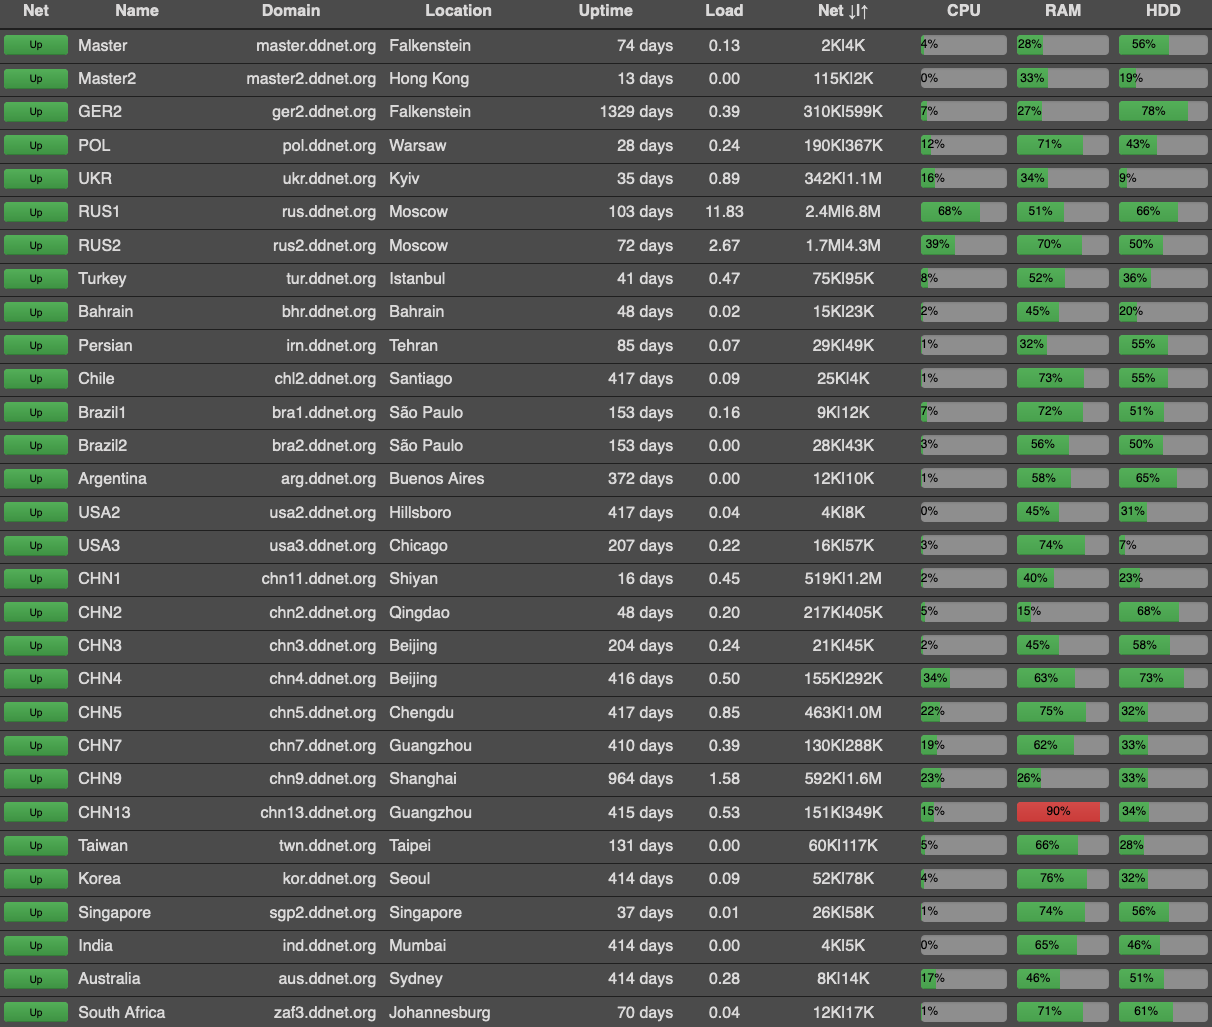 Net Name Domain Location Uptime Load Net ↓|↑ CPU RAM HDD
Up Master master.ddnet.org Falkenstein 74 days 0.13 2K|4K 4% 28% 56%
Up Master2 master2.ddnet.org Hong Kong 13 days 0.00 115K|2K 0% 33% 19%
Up GER2 ger2.ddnet.org Falkenstein 1329 days 0.39 310K|599K 7% 27% 78%
Up POL pol.ddnet.org Warsaw 28 days 0.24 190K|367K 12% 71% 43%
Up UKR ukr.ddnet.org Kyiv 35 days 0.89 342K|1.1M 16% 34% 9%
Up RUS1 rus.ddnet.org Moscow 103 days 11.83 2.4M|6.8M 68% 51% 66%
Up RUS2 rus2.ddnet.org Moscow 72 days 2.67 1.7M|4.3M 39% 70% 50%
Up Turkey tur.ddnet.org Istanbul 41 days 0.47 75K|95K 8% 52% 36%
Up Bahrain bhr.ddnet.org Bahrain 48 days 0.02 15K|23K 2% 45% 20%
Up Persian irn.ddnet.org Tehran 85 days 0.07 29K|49K 1% 32% 55%
Up Chile chl2.ddnet.org Santiago 417 days 0.09 25K|4K 1% 73% 55%
Up Brazil1 bra1.ddnet.org São Paulo 153 days 0.16 9K|12K 7% 72% 51%
Up Brazil2 bra2.ddnet.org São Paulo 153 days 0.00 28K|43K 3% 56% 50%
Up Argentina arg.ddnet.org Buenos Aires 372 days 0.00 12K|10K 1% 58% 65%
Up USA2 usa2.ddnet.org Hillsboro 417 days 0.04 4K|8K 0% 45% 31%
Up USA3 usa3.ddnet.org Chicago 207 days 0.22 16K|57K 3% 74% 7%
Up CHN1 chn11.ddnet.org Shiyan 16 days 0.45 519K|1.2M 2% 40% 23%
Up CHN2 chn2.ddnet.org Qingdao 48 days 0.20 217K|405K 5% 15% 68%
Up CHN3 chn3.ddnet.org Beijing 204 days 0.24 21K|45K 2% 45% 58%
Up CHN4 chn4.ddnet.org Beijing 416 days 0.50 155K|292K 34% 63% 73%
Up CHN5 chn5.ddnet.org Chengdu 417 days 0.85 463K|1.0M 22% 75% 32%
Up CHN7 chn7.ddnet.org Guangzhou 410 days 0.39 130K|288K 19% 62% 33%
Up CHN9 chn9.ddnet.org Shanghai 964 days 1.58 592K|1.6M 23% 26% 33%
Up CHN13 chn13.ddnet.org Guangzhou 415 days 0.53 151K|349K 15% 90% 34%
Up Taiwan twn.ddnet.org Taipei 131 days 0.00 60K|117K 5% 66% 28%
Up Korea kor.ddnet.org Seoul 414 days 0.09 52K|78K 4% 76% 32%
Up Singapore sgp2.ddnet.org Singapore 37 days 0.01 26K|58K 1% 74% 56%
Up India ind.ddnet.org Mumbai 414 days 0.00 4K|5K 0% 65% 46%
Up Australia aus.ddnet.org Sydney 414 days 0.28 8K|14K 17% 46% 51%
Up South Africa zaf3.ddnet.org Johannesburg 70 days 0.04 12K|17K 1% 71% 61%